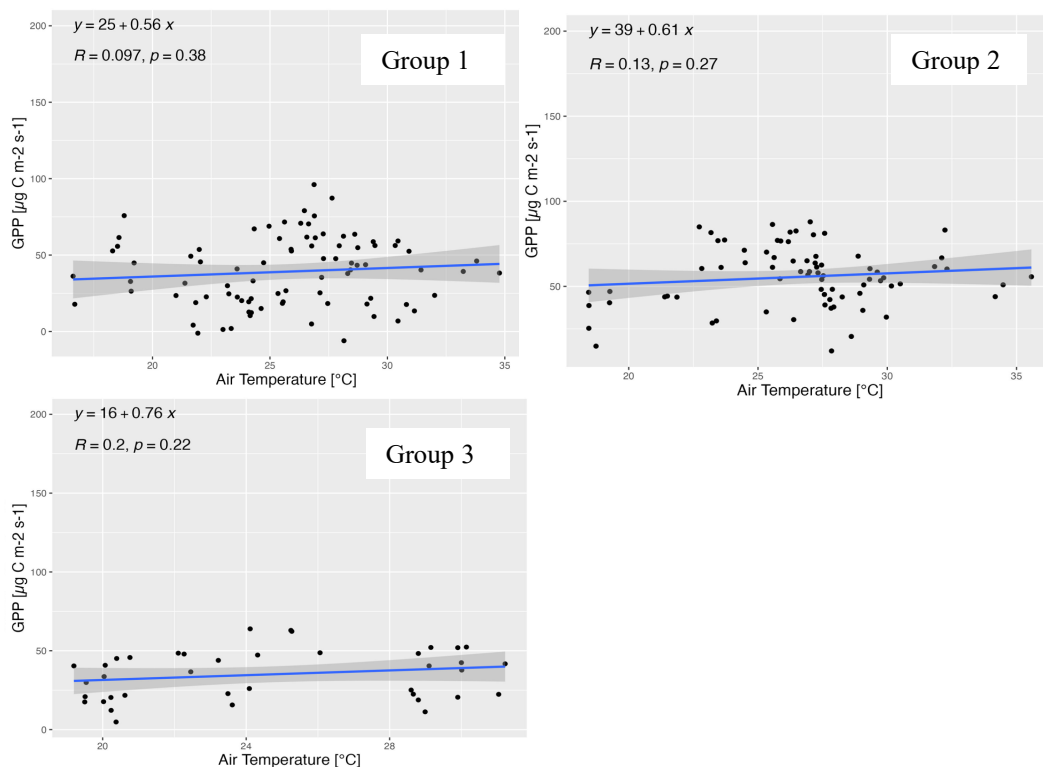 y = 25 + 0.56 x
R = 0.097, p = 0.38
Group 1
200
150
100
50
0
GPP [µg C m-2 s-1]
20
25
30
35
Air Temperature [°C]
y = 39 + 0.61 x
R = 0.13, p = 0.27
Group 2
200
150
100
50
GPP [µg C m-2 s-1]
20
25
30
35
Air Temperature [°C]
y = 16 + 0.76 x
R = 0.2, p = 0.22
Group 3
200
150
100
50
0
GPP [µg C m-2 s-1]
20
24
28
Air Temperature [°C]